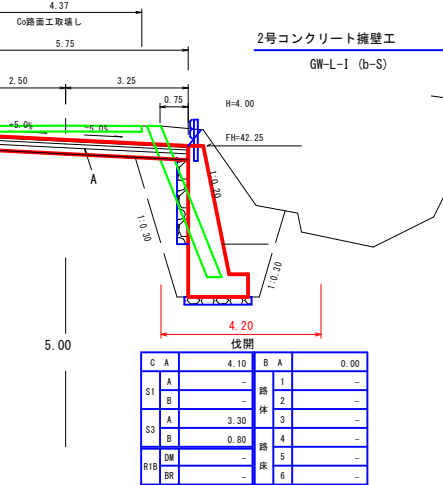 4.37
Co路面工取壊し
5.75
2号コンクリート擁壁工
GW-L-I (b-S)
2.50
3.25
0.75
H=4.00
+5.0%
-5.0%
FH=42.25
A
1:0.20
1:0.30
1:0.30
4.20
伐開
5.00
C A 4.10 B A 0.00
S1 A - 路体 1 -
B - 2 -
S3 A 3.30 3 -
B 0.80 路床 4 -
R1B DM - 5 -
BR - 6 -